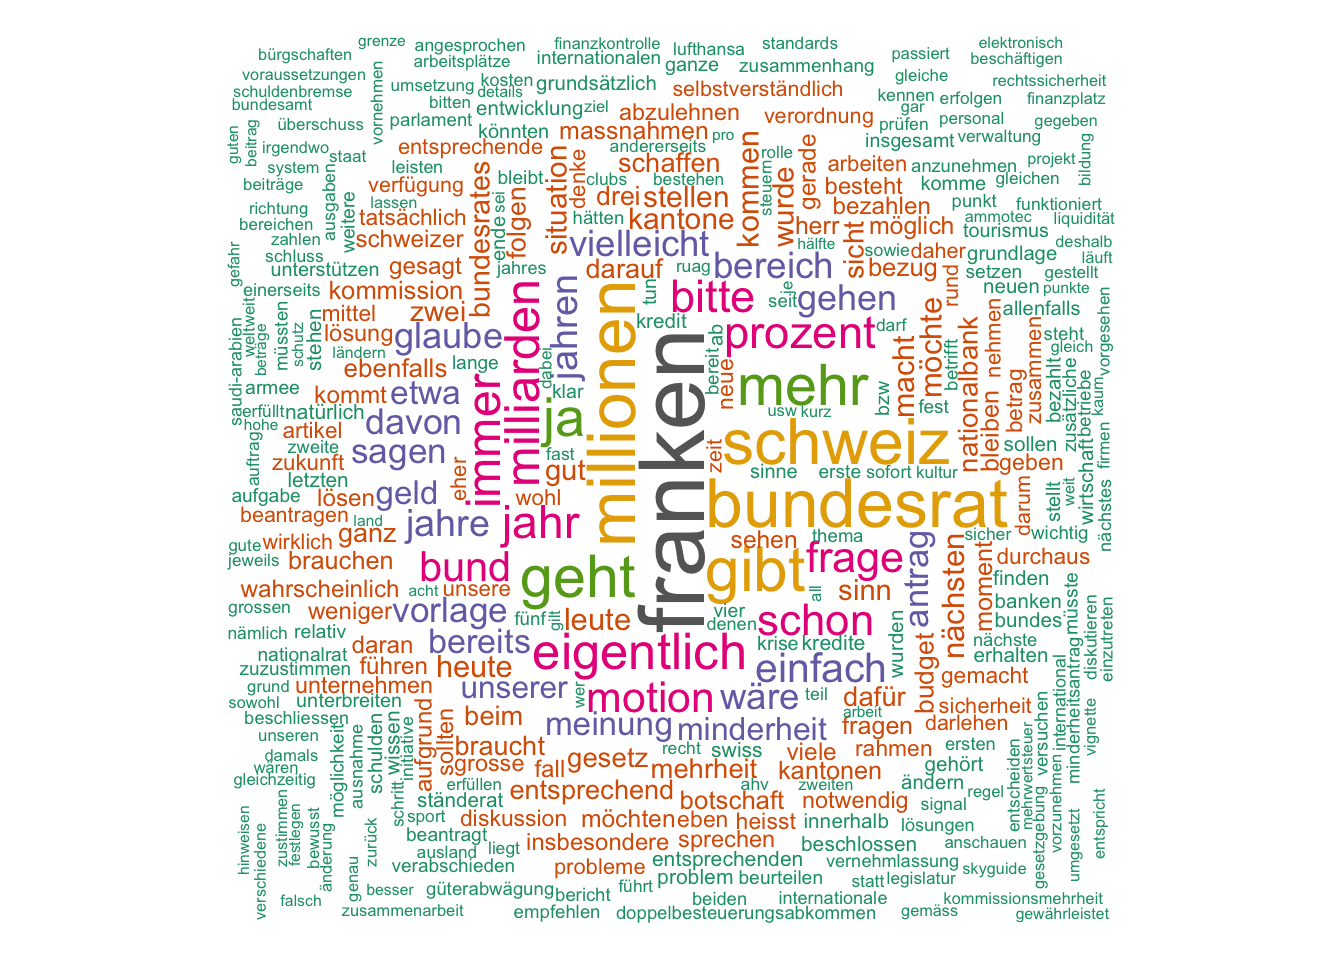 grenze
bürgschaften
angesprochen
finanzkontrolle
lufthansa
standards
passiert
elektronisch
beschäftigen
arbeitsplätze
internationalen
ganze
zusammenhang
voraussetzungen
vornehmen
umsetzung
kosten
grundsätzlich
gleiche
rechtssicherheit
schuldenbremse
details
selbstverständlich
kennen
erfolgen
finanzplatz
bundesamt
bitten
entwicklung
ziel
abzulehnen
verordnung
gar
personal
gegeben
überschuss
parlament
könnten
massnahmen
pro
prüfen
guten
beitrag
irgendwo
staat
entsprechende
andererseits
kommen
rolle
gerade
insgesamt
verwaltung
system
leisten
bundesrates
bleibt
situation
denke
schaffen
wurde
arbeiten
anzunehmen
projekt
bildung
beiträge
ausgaben
verfügung
sei
clubs
bestehen
steuern
besteht
komme
gleichen
lassen
folgen
drei
stellen
bezahlen
punkt
funktioniert
richtung
weitere
tatsächlich
ende
hätten
kantone
herr
möglich
ammotec
liquidität
bereichen
tourismus
zahlen
schweizer
vielleicht
hälfte
sicht
sowie
daher
grundlage
deshalb
gefahr
schluss
unterstützen
gesagt
jahres
darauf
ruag
bereich
bezug
rund
setzen
gestellt
läuft
einerseits
kommission
jahren
millionen
tun
bitte
seit
je
gehen
neuen
punkte
saudi-arabien
weltweit
mittel
zwei
milliarden
kredit
möchte
allenfalls
vorgesehen
beträge
schutz
müssten
stehen
lösung
glaube
franken
ab
prozent
darf
betrifft
nationalbank
nehmen
zusammen
steht
gleich
ländern
lange
dabei
bereit
macht
ebenfalls
immer
klar
neue
mehr
bzw
betrag
bezahlt
zusätzliche
betriebe
kaum
armee
kommt
etwa
fest
erfüllt
natürlich
ja
usw
kurz
bleiben
hohe
artikel
davon
schweiz
sollen
auftrag
zweite
sagen
fast
zeit
wirtschaft
firmen
zukunft
eher
gut
sinne
erste
sofort
kultur
geben
letzten
aufgabe
lösen
geld
wohl
bundesrat
darum
stellt
weit
nächstes
beantragen
land
jahre
jahr
ganz
sehen
thema
sicher
wichtig
gute
wirklich
jeweils
brauchen
bund
geht
gibt
frage
antrag
nächsten
moment
durchaus
wahrscheinlich
acht
unsere
all
sinn
finden
grossen
weniger
vorlage
fünf
gilt
leute
vier
schon
banken
müsste
nämlich
relativ
denen
bundes
daran
bereits
eigentlich
krise
kredite
wurden
nächste
diskutieren
einzutreten
nationalrat
erhalten
zuzustimmen
führen
heute
einfach
budget
gemacht
grund
unternehmen
unserer
wer
motion
wäre
teil
dafür
international
minderheitsantrag
sowohl
unterbreiten
arbeit
sicherheit
beschliessen
beim
meinung
minderheit
fragen
darlehen
versuchen
vignette
unseren
möglichkeit
schulden
wissen
aufgrund
sollten
braucht
recht
swiss
viele
rahmen
ersten
damals
ausnahme
initiative
grosse
fall
gesetz
mehrheit
kantonen
gehört
entscheiden
mehrwertsteuer
wären
gleichzeitig
erfüllen
ahv
zweiten
ändern
regel
schritt
ständerat
entsprechend
botschaft
notwendig
signal
gesetzgebung
vorzunehmen
umgesetzt
entspricht
hinweisen
zustimmen
festlegen
bewusst
sport
diskussion
möchten
eben
heisst
innerhalb
lösungen
verschiedene
änderung
zurück
beantragt
insbesondere
sprechen
beschlossen
anschauen
genau
ausland
liegt
verabschieden
probleme
entsprechenden
vernehmlassung
skyguide
besser
güterabwägung
bericht
führt
problem
beurteilen
statt
legislatur
falsch
beiden
internationale
kommissionsmehrheit
zusammenarbeit
empfehlen
doppelbesteuerungsabkommen
gemäss
gewährleistet